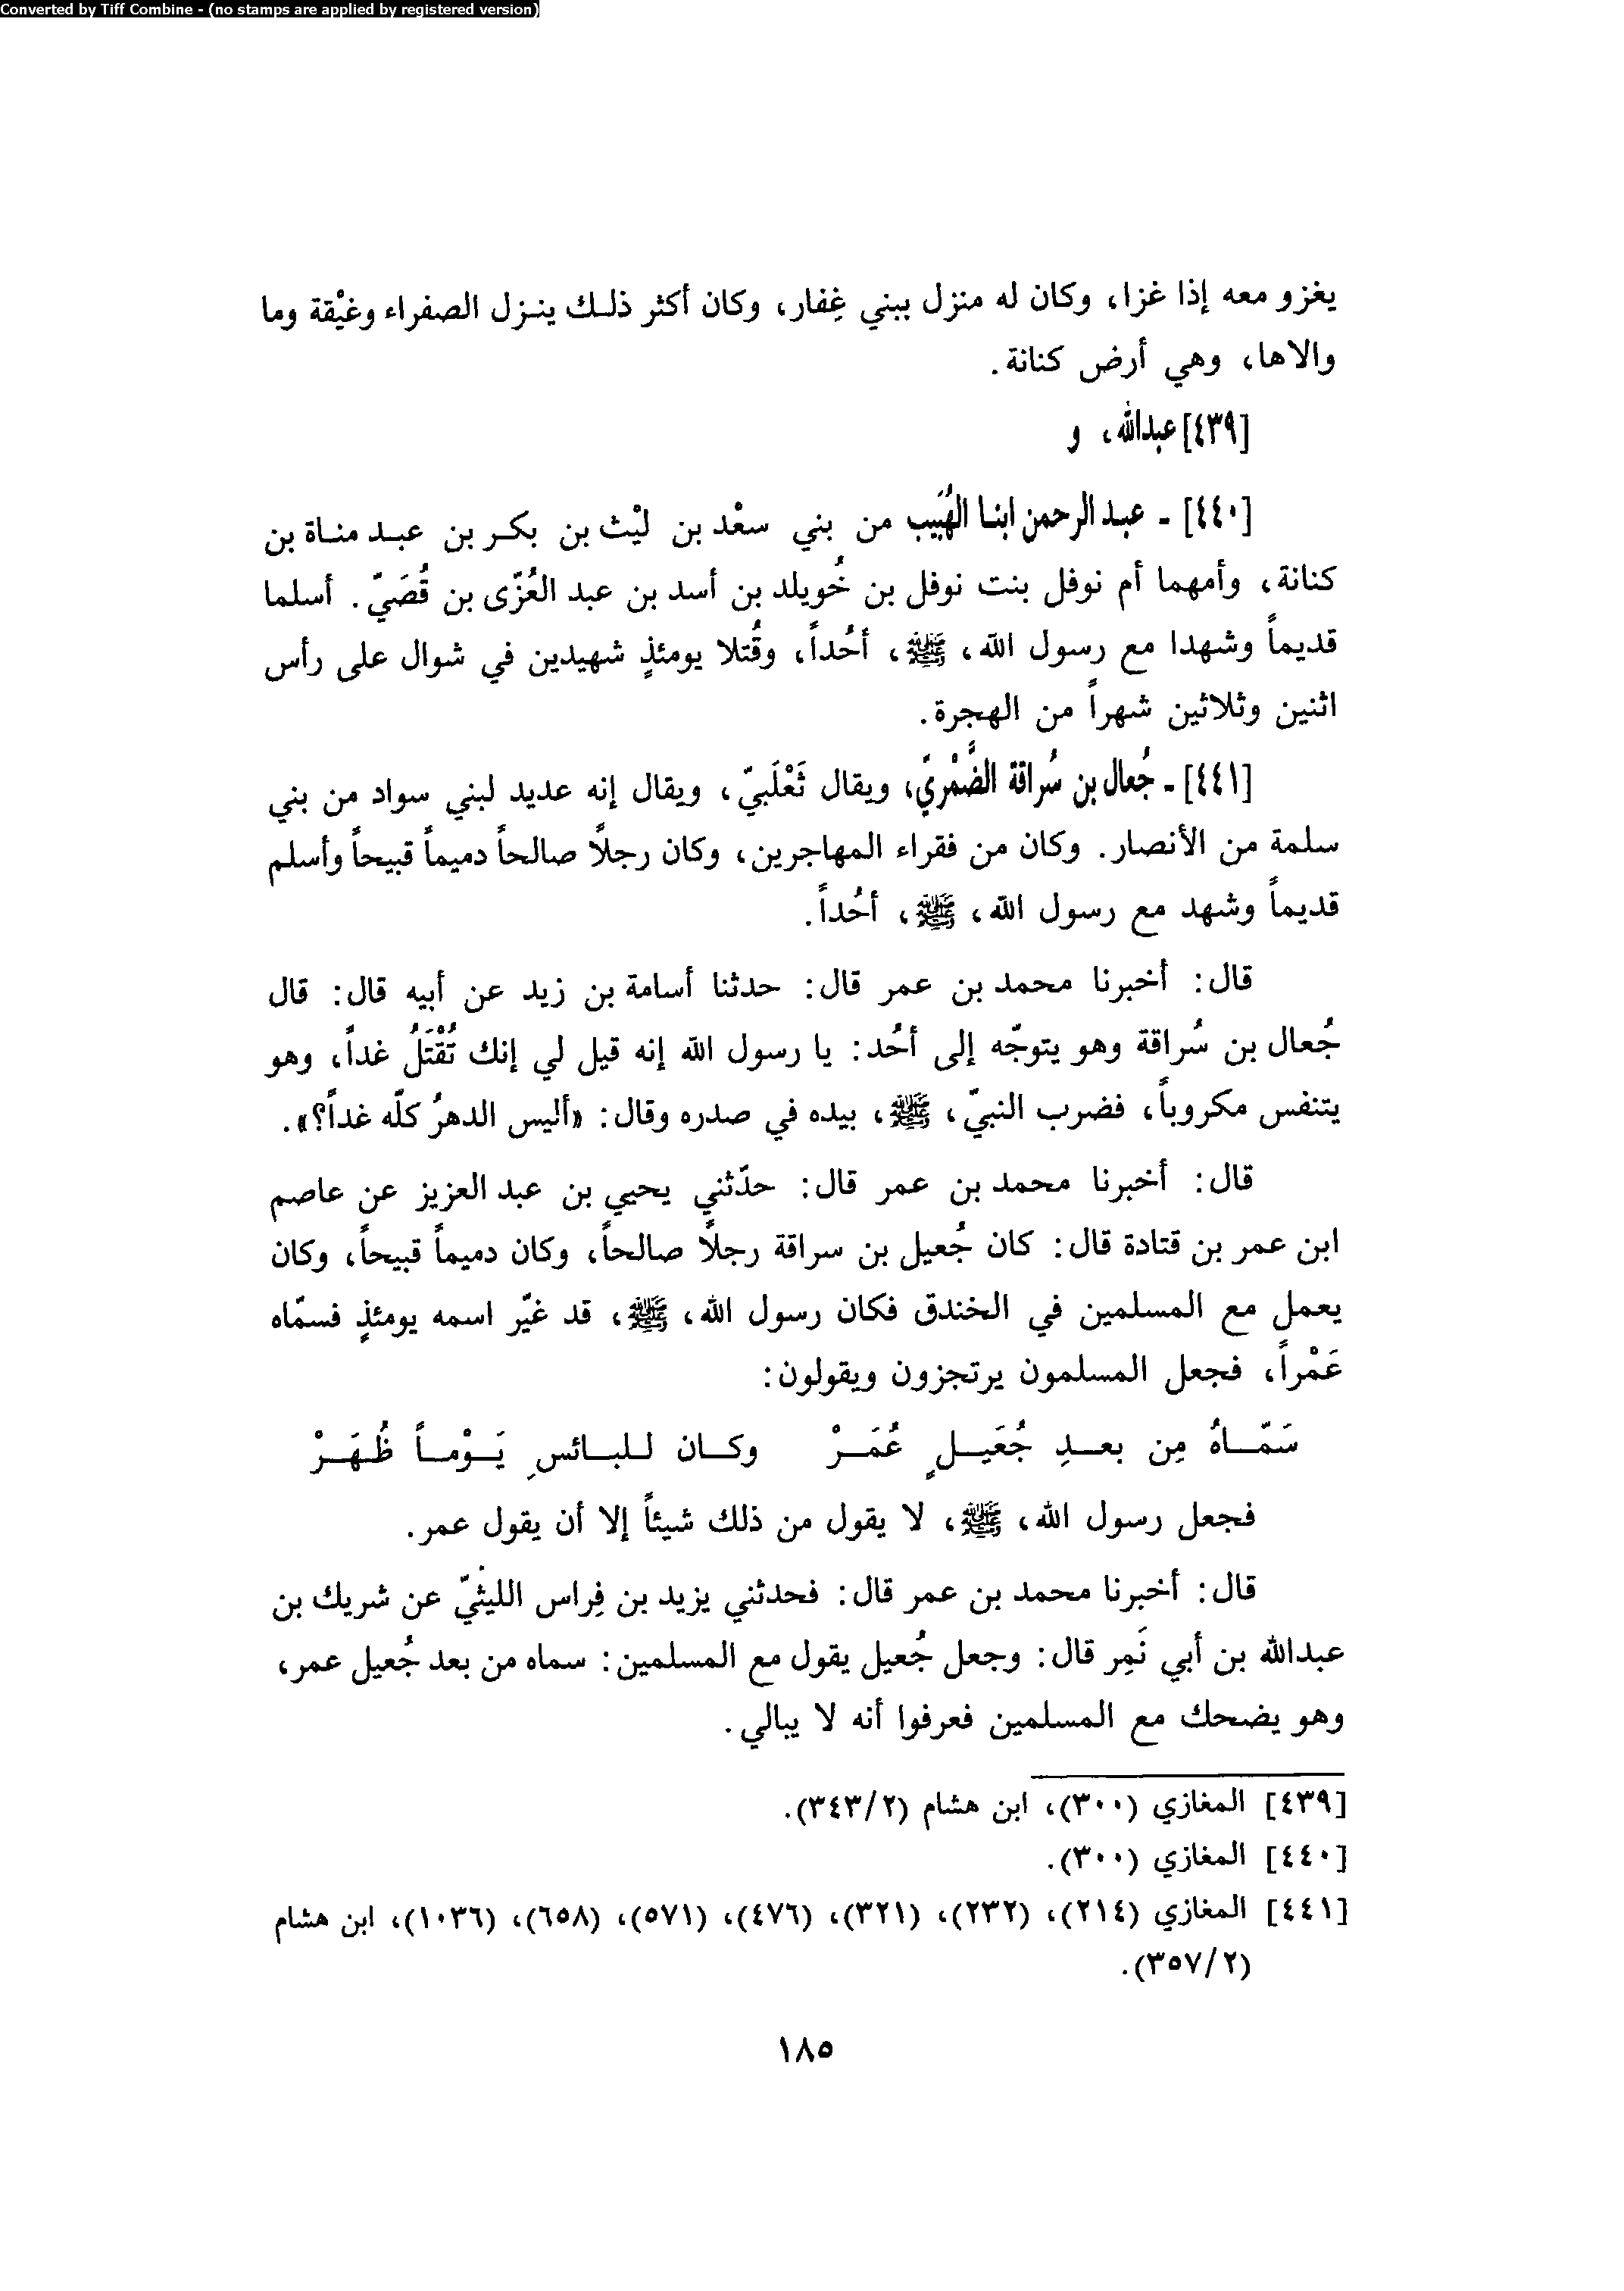 Converted by Tiff Combine - (no stamps are applied by registered version)
يغزو معه إذا غزا، وكان له منزل ببني غِفار، وكان أكثر ذلك ينزل الصفراء وغيْقة وما
والاها، وهي أرض كنانة.
[٤٣٩] عبدالله، و
[٤٤٠] - عبد الرحمن ابنا الهُبَيب من بني سعْد بن ليْث بن بكر بن عبد مناة بن
كنانة، وأمهما أم نوفل بنت نوفل بن خُويلد بن أسد بن عبد العُزّى بن قُصَيّ. أسلما
قديماً وشهدا مع رسول الله، ﷺ، أحُداً، وقُتلا يومئذٍ شهيدين في شوال على رأس
اثنين وثلاثين شهراً من الهجرة.
[٤٤١] - جُعال بن سُراقة الضَّمْريّ، ويقال ثَعْلَبيّ، ويقال إنه عديد لبني سواد من بني
سلمة من الأنصار. وكان من فقراء المهاجرين، وكان رجلًا صالحاً دميماً قبيحاً وأسلم
قديماً وشهد مع رسول الله، ﷺ، أحُداً.
قال: أخبرنا محمد بن عمر قال: حدثنا أسامة بن زيد عن أبيه قال: قال
جُعال بن سُراقة وهو يتوجّه إلى أحُد: يا رسول الله إنه قيل لي إنك تُقْتَلُ غداً، وهو
يتنفس مكروباً، فضرب النبيّ، ﷺ، بيده في صدره وقال: «أليس الدهرُ كلّه غداً؟».
قال: أخبرنا محمد بن عمر قال: حدّثني يحيي بن عبد العزيز عن عاصم
ابن عمر بن قتادة قال: كان جُعيل بن سراقة رجلًا صالحاً، وكان دميماً قبيحاً، وكان
يعمل مع المسلمين في الخندق فكان رسول الله، ﷺ، قد غيّر اسمه يومئذٍ فسمّاه
عَمْراً، فجعل المسلمون يرتجزون ويقولون:
سَمّاهُ مِن بعدِ جُعَيلٍ عُمَرْ وكان للبائسِ يَوْماً ظُهَرْ
فجعل رسول الله، ﷺ، لا يقول من ذلك شيئاً إلا أن يقول عمر.
قال: أخبرنا محمد بن عمر قال: فحدثني يزيد بن فِراس الليْثيّ عن شريك بن
عبدالله بن أبي نَمِر قال: وجعل جُعيل يقول مع المسلمين: سماه من بعد جُعيل عمر،
وهو يضحك مع المسلمين فعرفوا أنه لا يبالي.
[٤٣٩] المغازي (٣٠٠)، ابن هشام (٣٤٣/٢).
[٤٤٠] المغازي (٣٠٠).
[٤٤١] المغازي (٢١٤)، (٢٣٢)، (٣٢١)، (٤٧٦)، (٥٧١)، (٦٥٨)، (١٠٣٦)، ابن هشام
(٣٥٧/٢).
١٨٥